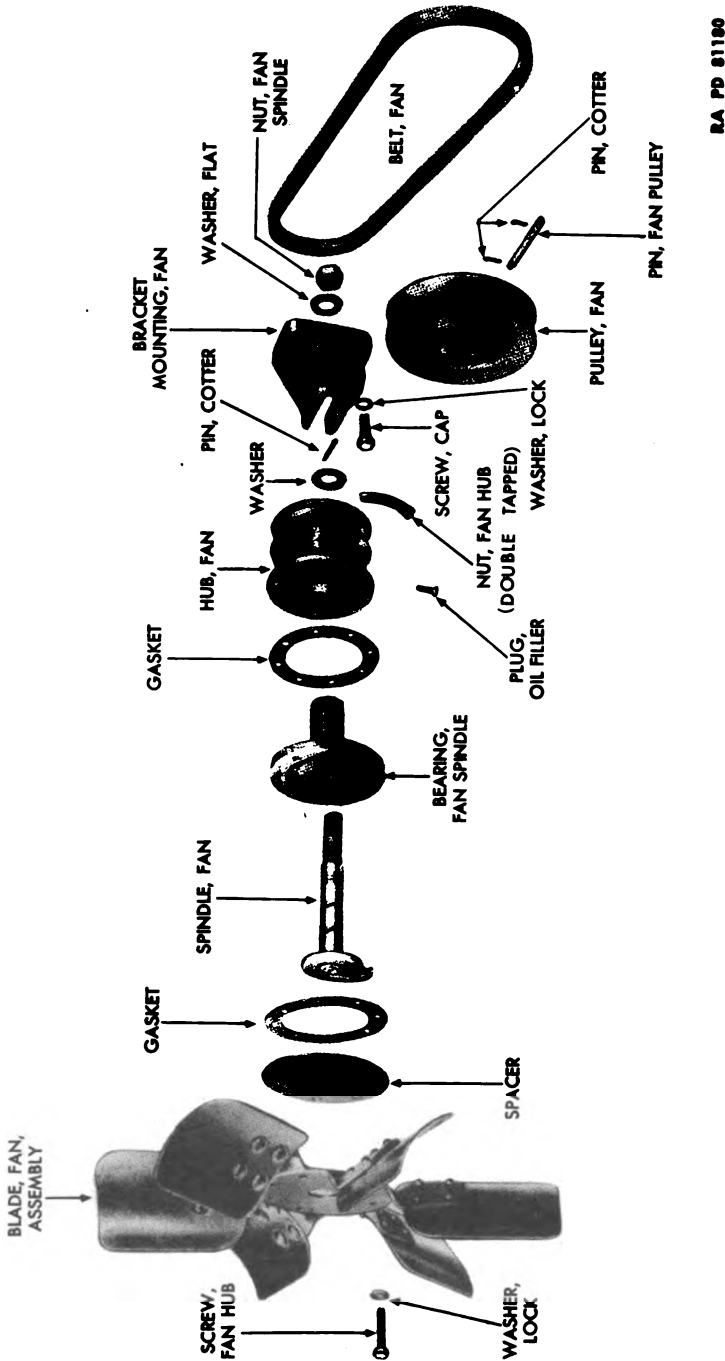 BLADE, FAN,
ASSEMBLY
SCREW,
FAN HUB
WASHER,
LOCK
GASKET
SPACER
SPINDLE, FAN
BEARING,
FAN SPINDLE
GASKET
HUB, FAN
PLUG,
OIL FILLER
WASHER
NUT, FAN HUB
(DOUBLE TAPPED)
PIN, COTTER
SCREW, CAP
WASHER, LOCK
BRACKET
MOUNTING, FAN
WASHER, FLAT
NUT, FAN
SPINDLE
BELT, FAN
PULLEY, FAN
PIN, COTTER
PIN, FAN PULLEY
RA PD 81180